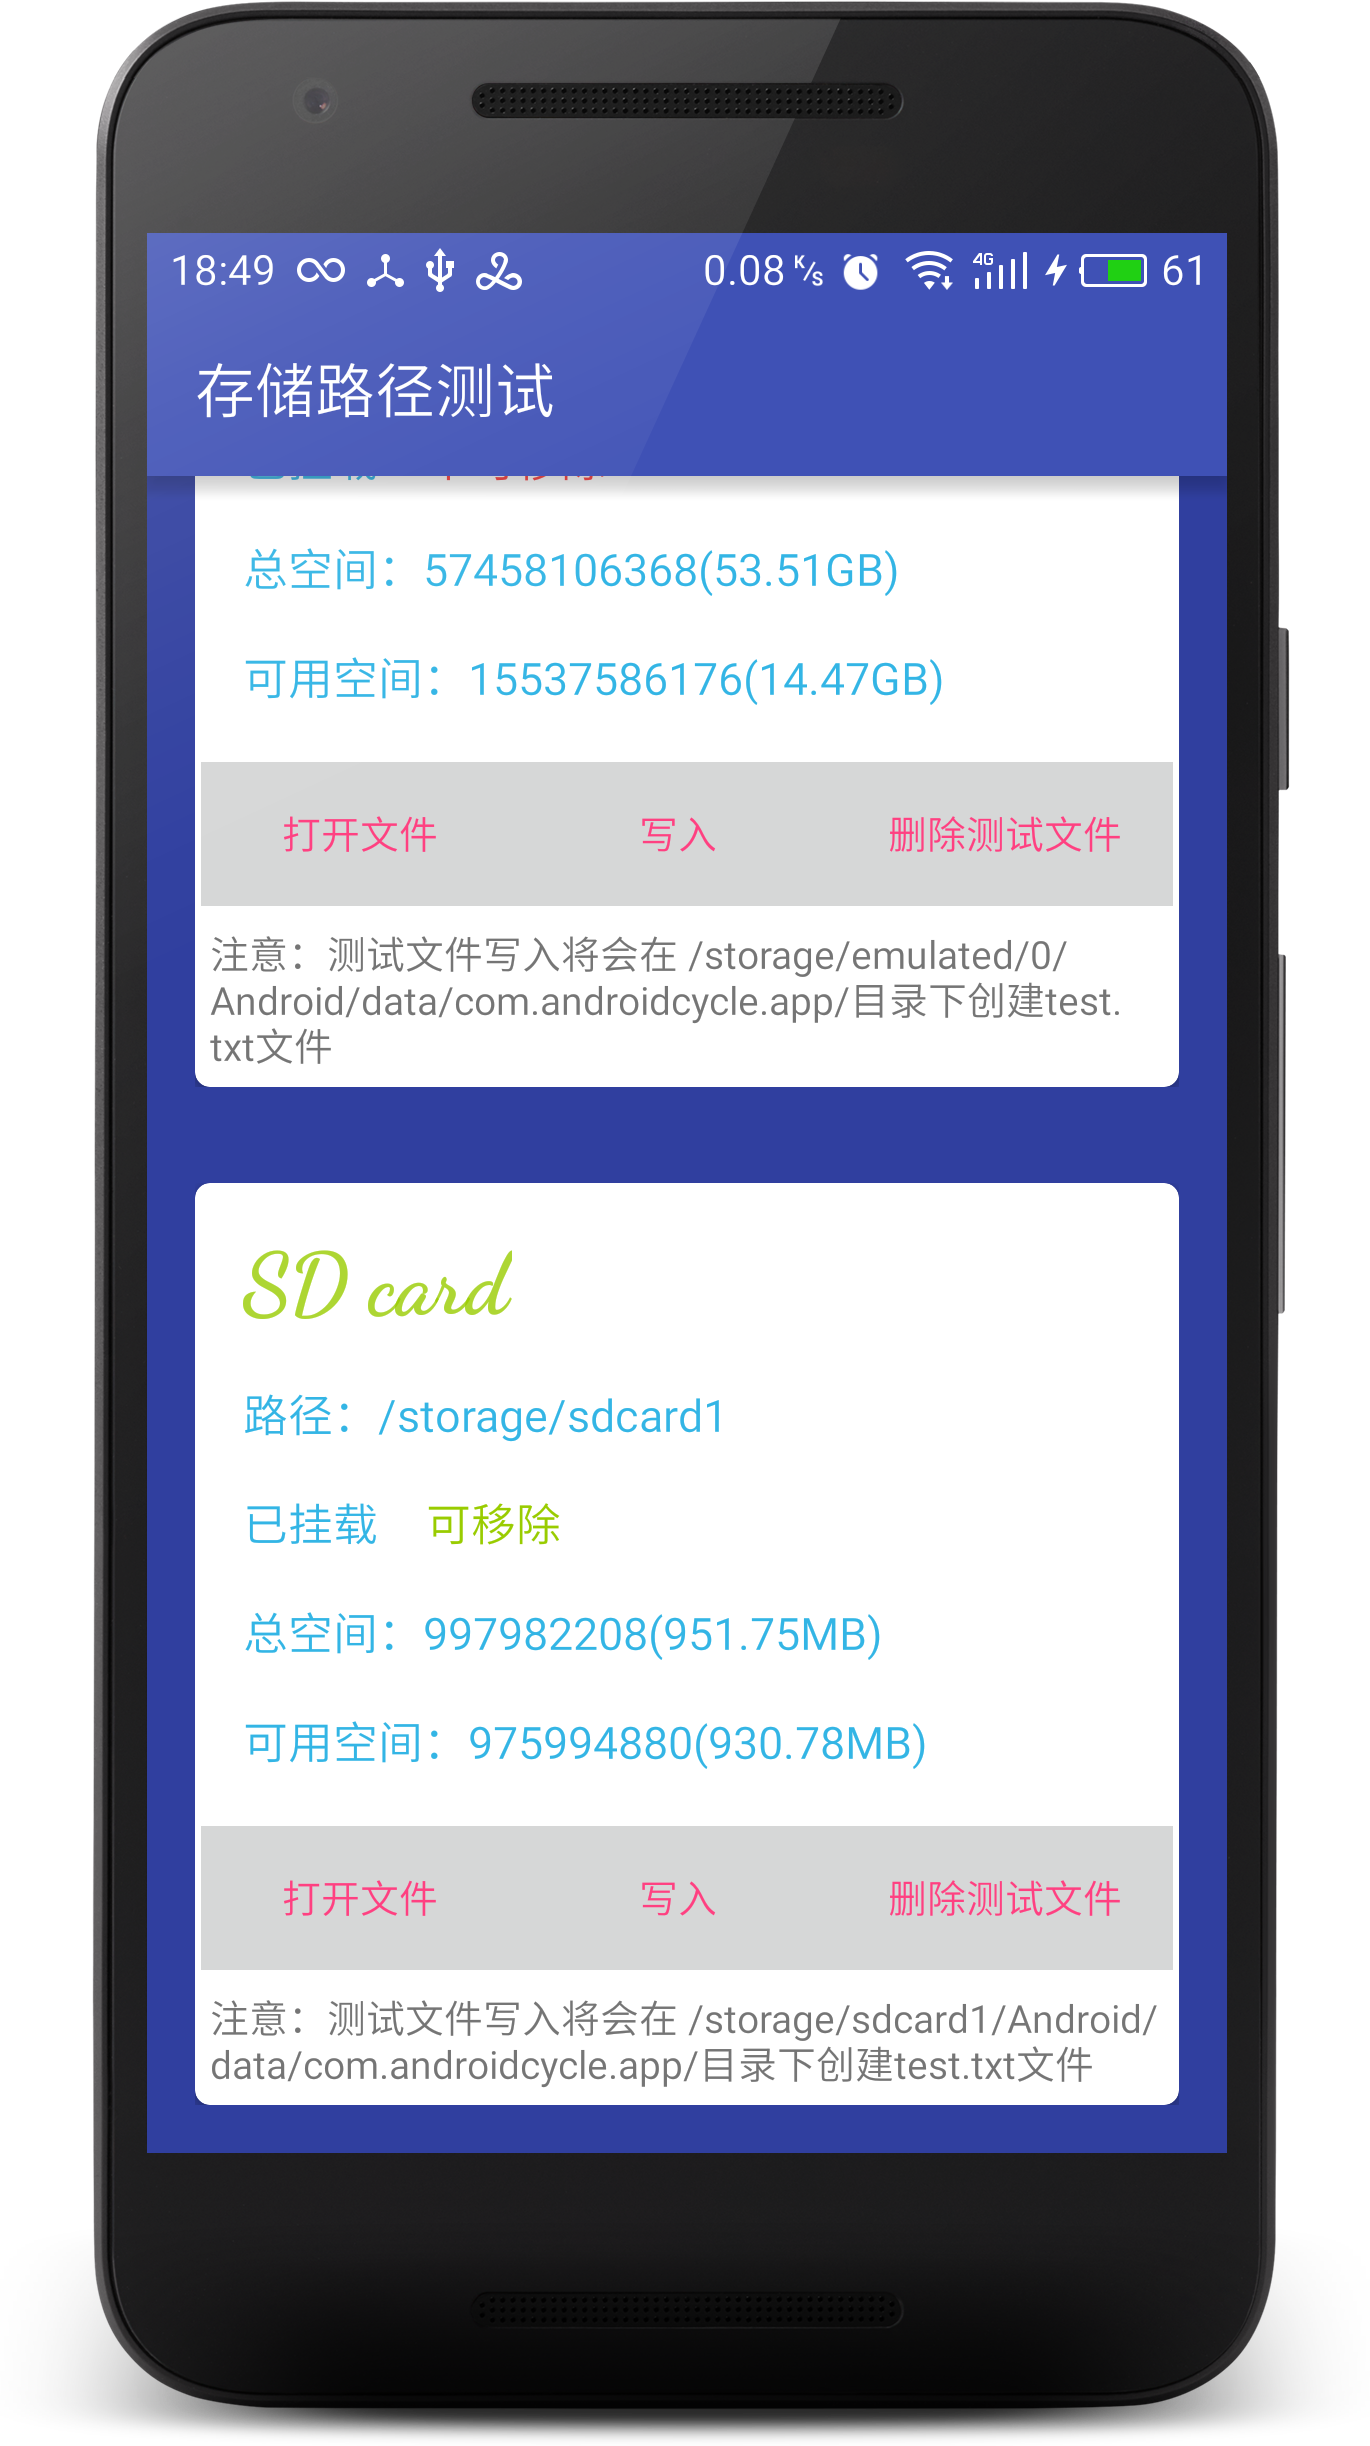 18:49 0.08 K/s 4G 61
存储路径测试
总空间：57458106368(53.51GB)
可用空间：15537586176(14.47GB)
打开文件 写入 删除测试文件
注意：测试文件写入将会在 /storage/emulated/0/
Android/data/com.androidcycle.app/目录下创建test.
txt文件
SD card
路径：/storage/sdcard1
已挂载 可移除
总空间：997982208(951.75MB)
可用空间：975994880(930.78MB)
打开文件 写入 删除测试文件
注意：测试文件写入将会在 /storage/sdcard1/Android/
data/com.androidcycle.app/目录下创建test.txt文件